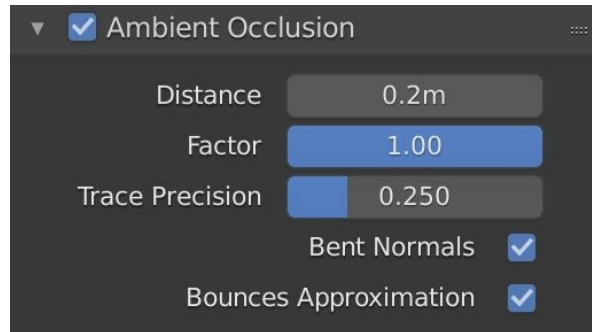 Ambient Occlusion
Distance 0.2m
Factor 1.00
Trace Precision 0.250
Bent Normals
Bounces Approximation